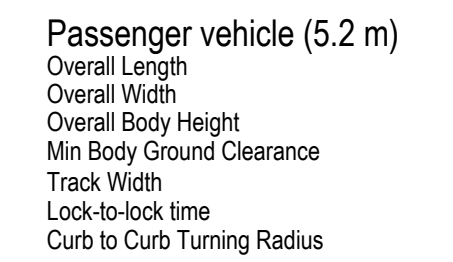 Passenger vehicle (5.2 m)
Overall Length
Overall Width
Overall Body Height
Min Body Ground Clearance
Track Width
Lock-to-lock time
Curb to Curb Turning Radius